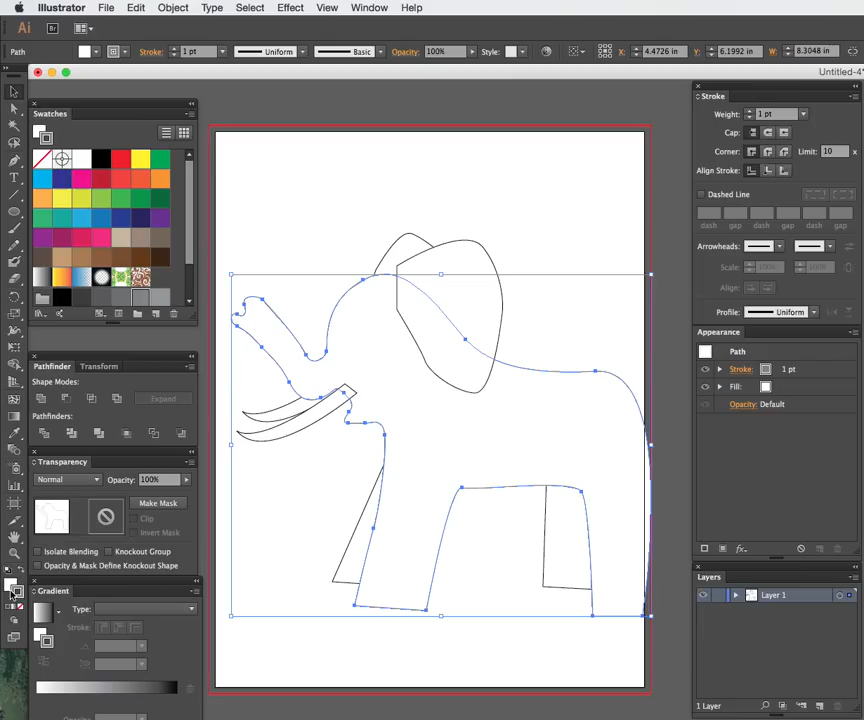 Illustrator File Edit Object Type Select Effect View Window Help
Ai Br
Path Stroke: 1 pt Uniform Basic Opacity: 100% Style: X: 4.4726 in Y: 6.1992 in W: 8.3048 in
Untitled-4*
Swatches
Pathfinder Transform
Shape Modes:
Expand
Pathfinders:
Transparency
Normal Opacity: 100%
Make Mask
Clip
Invert Mask
Isolate Blending Knockout Group
Opacity & Mask Define Knockout Shape
Gradient
Type:
Stroke:
Stroke
Weight: 1 pt
Cap:
Corner: Limit: 10 x
Align Stroke:
Dashed Line
dash gap dash gap dash gap
Arrowheads:
Scale: 100% 100%
Align:
Profile: Uniform
Appearance
Path
Stroke: 1 pt
Fill:
Opacity: Default
fx
Layers
Layer 1
1 Layer